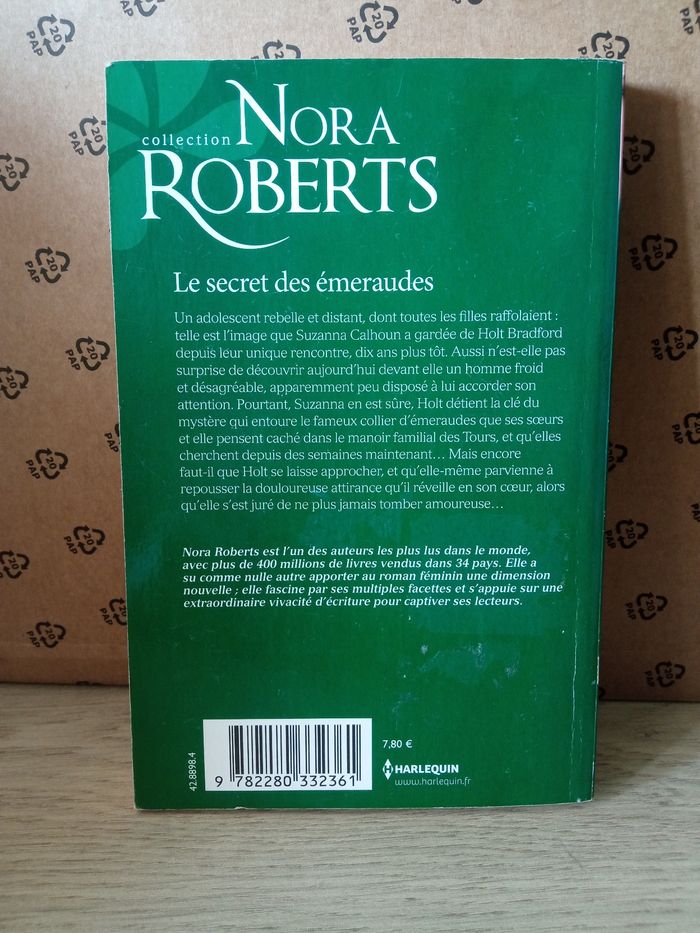 collection NORA
ROBERTS
Le secret des émeraudes
Un adolescent rebelle et distant, dont toutes les filles raffolaient :
telle est l'image que Suzanna Calhoun a gardée de Holt Bradford
depuis leur unique rencontre, dix ans plus tôt. Aussi n'est-elle pas
surprise de découvrir aujourd'hui devant elle un homme froid
et désagréable, apparemment peu disposé à lui accorder son
attention. Pourtant, Suzanna en est sûre, Holt détient la clé du
mystère qui entoure le fameux collier d'émeraudes que ses sœurs
et elle pensent caché dans le manoir familial des Tours, et qu'elles
cherchent depuis des semaines maintenant… Mais encore
faut-il que Holt se laisse approcher, et qu'elle-même parvienne à
repousser la douloureuse attirance qu'il réveille en son cœur, alors
qu'elle s'est juré de ne plus jamais tomber amoureuse…
Nora Roberts est l'un des auteurs les plus lus dans le monde,
avec plus de 400 millions de livres vendus dans 34 pays. Elle a
su comme nulle autre apporter au roman féminin une dimension
nouvelle ; elle fascine par ses multiples facettes et s'appuie sur une
extraordinaire vivacité d'écriture pour captiver ses lecteurs.
42.8898.4
9 782280 332361
7,80 €
HARLEQUIN
www.harlequin.fr
20
PAP